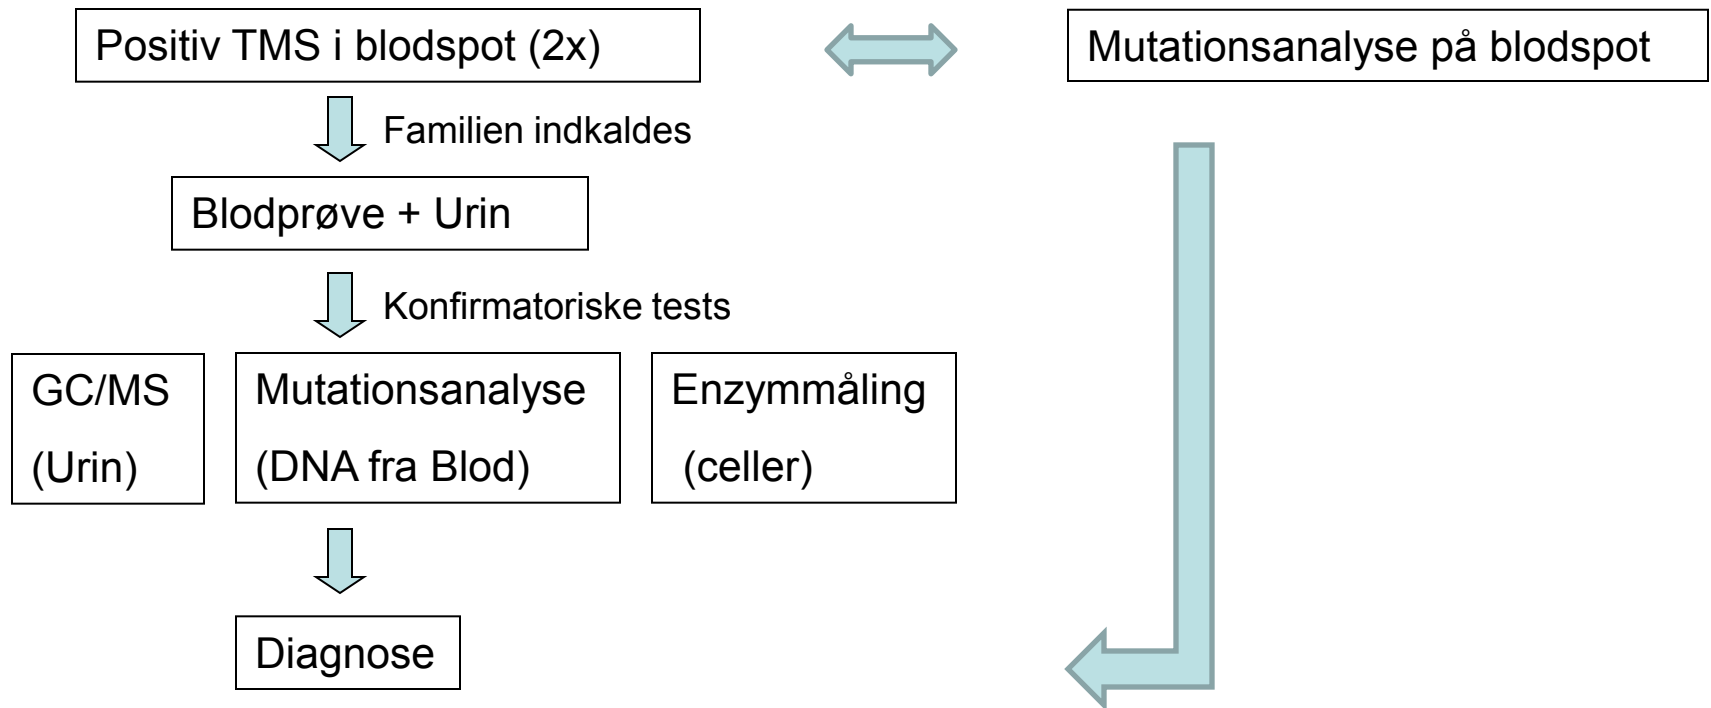 Positiv TMS i blodspot (2x)
Mutationsanalyse på blodspot
Familien indkaldes
Blodprøve + Urin
Konfirmatoriske tests
GC/MS
(Urin)
Mutationsanalyse
(DNA fra Blod)
Enzymmåling
(celler)
Diagnose